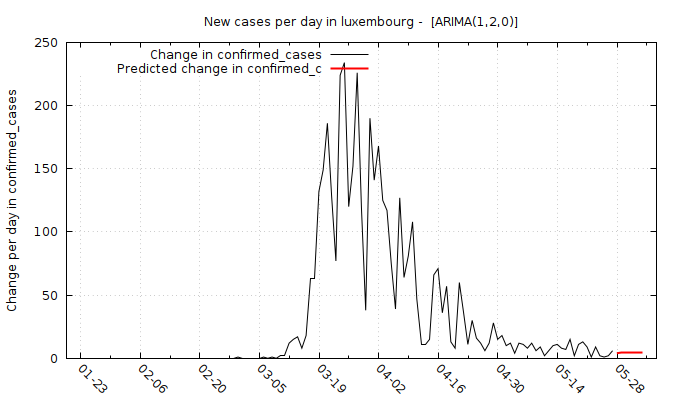 New cases per day in luxembourg - [ARIMA(1,2,0)]
Change in confirmed_cases
Predicted change in confirmed_c
Change per day in confirmed_cases
250
200
150
100
50
0
01-23 02-06 02-20 03-05 03-19 04-02 04-16 04-30 05-14 05-28